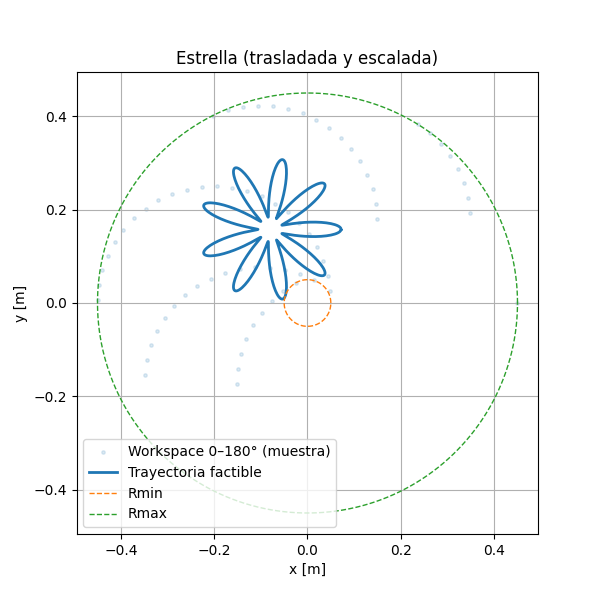 Estrella (trasladada y escalada)
y [m]
0.4
0.2
0.0
−0.2
−0.4
Workspace 0–180° (muestra)
Trayectoria factible
Rmin
Rmax
−0.4 −0.2 0.0 0.2 0.4
x [m]